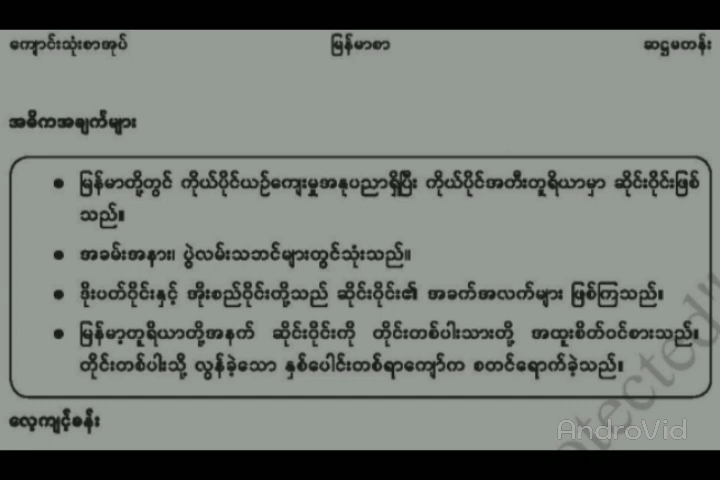 ကျောင်းသုံးစာအုပ် မြန်မာစာ ဆဋ္ဌမတန်း
အဓိကအချက်များ
● မြန်မာတို့တွင် ကိုယ်ပိုင်ယဉ်ကျေးမှုအနုပညာရှိပြီး ကိုယ်ပိုင်အတီးတူရိယာမှာ ဆိုင်းဝိုင်းဖြစ်
သည်။
● အခမ်းအနား၊ ပွဲလမ်းသဘင်များတွင်သုံးသည်။
● ဒိုးပတ်ဝိုင်းနှင့် အိုးစည်ဝိုင်းတို့သည် ဆိုင်းဝိုင်း၏ အခက်အလက်များ ဖြစ်ကြသည်။
● မြန်မာ့တူရိယာတို့အနက် ဆိုင်းဝိုင်းကို တိုင်းတစ်ပါးသားတို့ အထူးစိတ်ဝင်စားသည်။
တိုင်းတစ်ပါးသို့ လွန်ခဲ့သော နှစ်ပေါင်းတစ်ရာကျော်က စတင်ရောက်ခဲ့သည်။
လေ့ကျင့်ခန်း
otected"
AndroVid